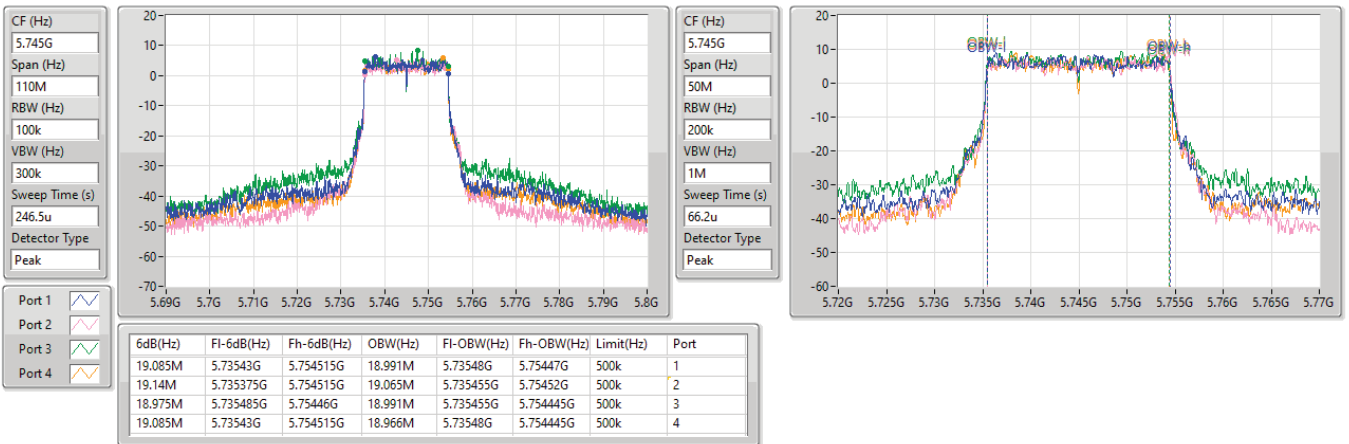 CF (Hz)
5.745G
Span (Hz)
110M
RBW (Hz)
100k
VBW (Hz)
300k
Sweep Time (s)
246.5u
Detector Type
Peak
20
10
0
-10
-20
-30
-40
-50
-60
-70
5.69G 5.7G 5.71G 5.72G 5.73G 5.74G 5.75G 5.76G 5.77G 5.78G 5.79G 5.8G
CF (Hz)
5.745G
Span (Hz)
50M
RBW (Hz)
200k
VBW (Hz)
1M
Sweep Time (s)
66.2u
Detector Type
Peak
20
10
0
-10
-20
-30
-40
-50
-60
OBW-l OBW-h
5.72G 5.725G 5.73G 5.735G 5.74G 5.745G 5.75G 5.755G 5.76G 5.765G 5.77G
Port 1
Port 2
Port 3
Port 4
6dB(Hz) Fl-6dB(Hz) Fh-6dB(Hz) OBW(Hz) Fl-OBW(Hz) Fh-OBW(Hz) Limit(Hz) Port
19.085M 5.73543G 5.754515G 18.991M 5.73548G 5.75447G 500k 1
19.14M 5.735375G 5.754515G 19.065M 5.735455G 5.75452G 500k 2
18.975M 5.735485G 5.75446G 18.991M 5.735455G 5.754445G 500k 3
19.085M 5.73543G 5.754515G 18.966M 5.73548G 5.754445G 500k 4